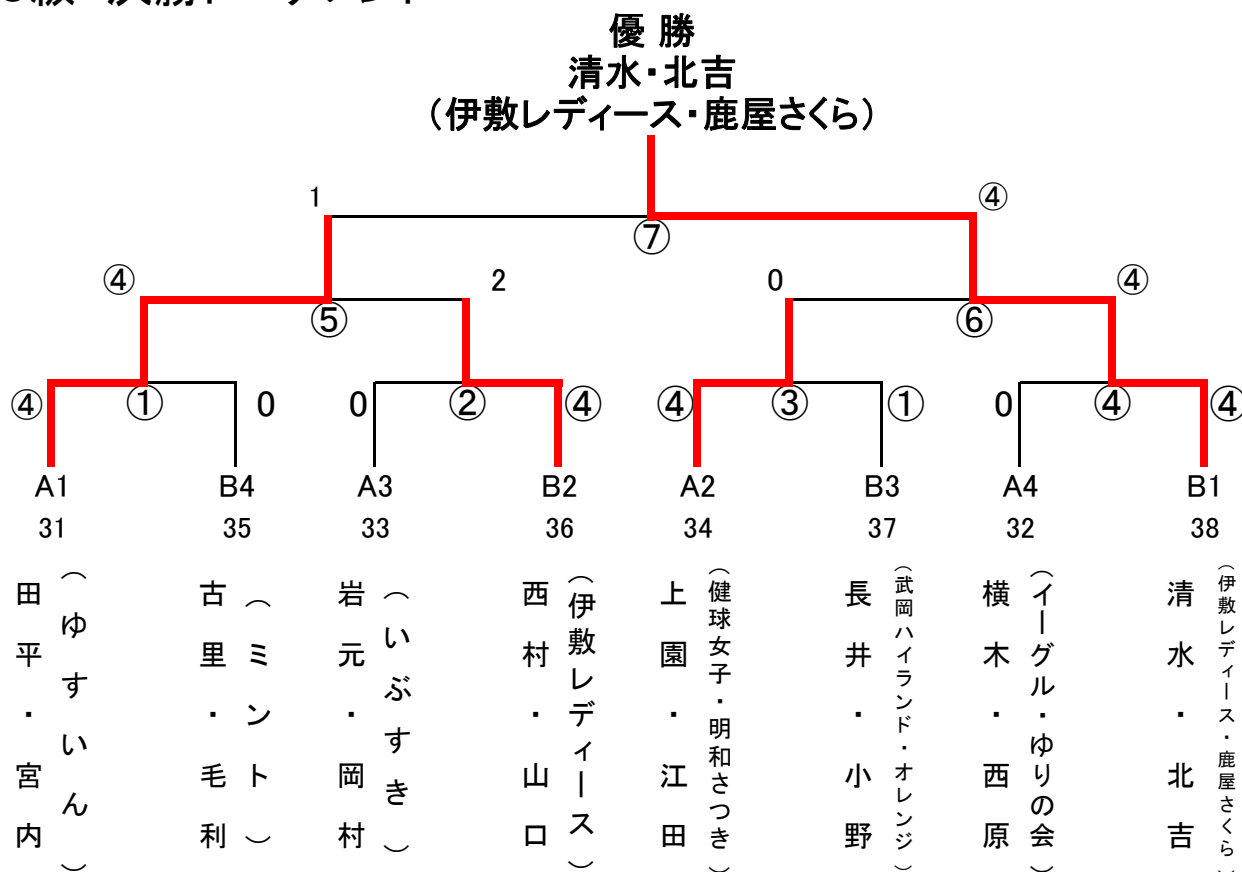 優 勝
清水・北吉
(伊敷レディース・鹿屋さくら)
1 ④
⑦
④ 2 0 ④
⑤ ⑥
④ ① 0 0 ② ④ ④ ③ ① 0 ④ ④
A1 B4 A3 B2 A2 B3 A4 B1
31 35 33 36 34 37 32 38
田平・宮内
(ゆすいん)
古里・毛利
(ミント)
岩元・岡村
(いぶすき)
西村・山口
(伊敷レディース)
上園・江田
(健球女子・明和さつき)
長井・小野
(武岡ハイランド・オレンジ)
横木・西原
(イーグル・ゆりの会)
清水・北吉
(伊敷レディース・鹿屋さくら)